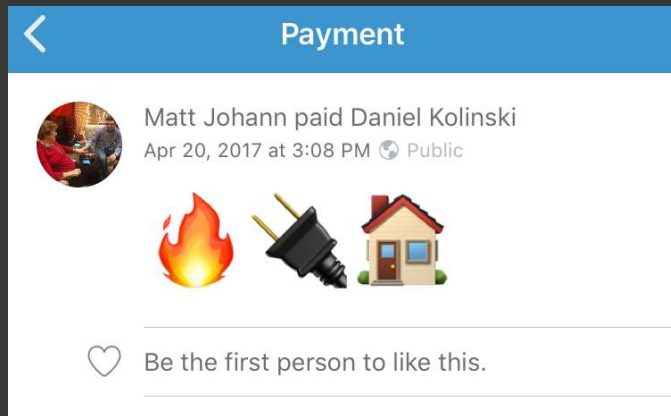 Payment
Matt Johann paid Daniel Kolinski
Apr 20, 2017 at 3:08 PM Public
Be the first person to like this.